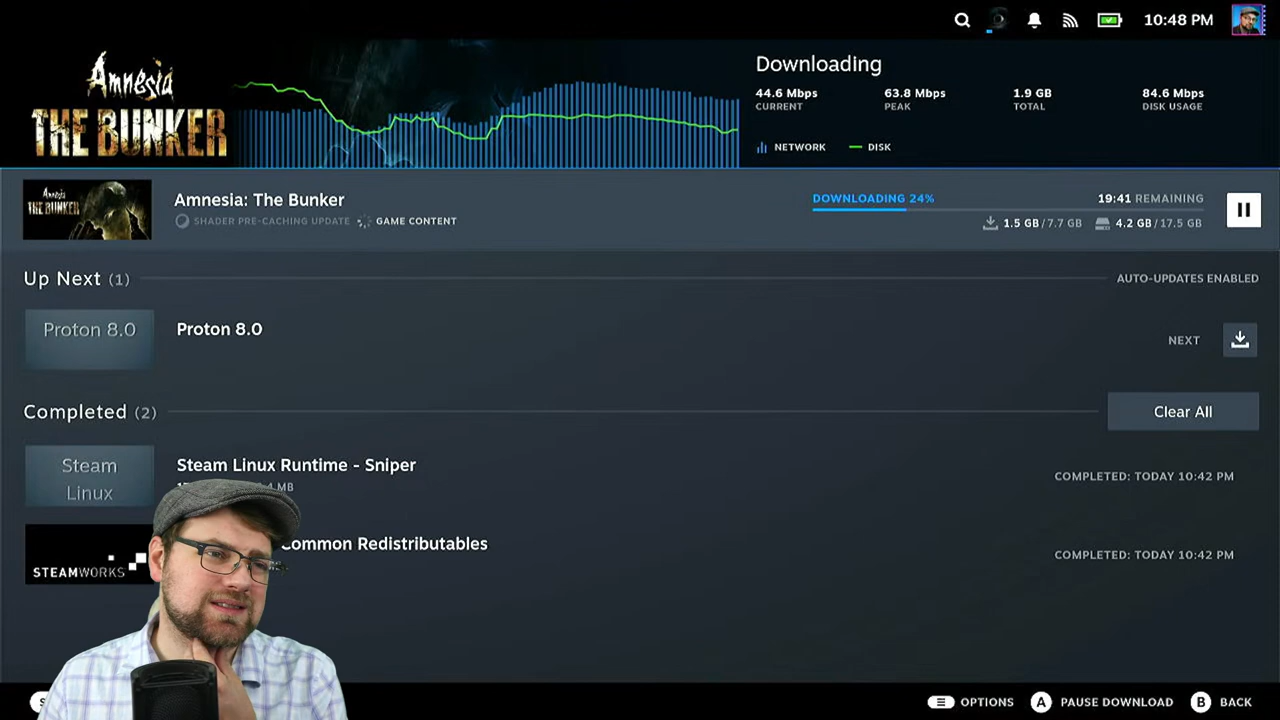 10:48 PM
Amnesia
THE BUNKER
Downloading
44.6 Mbps
CURRENT
63.8 Mbps
PEAK
1.9 GB
TOTAL
84.6 Mbps
DISK USAGE
NETWORK
DISK
Amnesia
THE BUNKER
Amnesia: The Bunker
SHADER PRE-CACHING UPDATE
GAME CONTENT
DOWNLOADING 24%
19:41 REMAINING
1.5 GB/7.7 GB
4.2 GB/17.5 GB
Up Next (1)
AUTO-UPDATES ENABLED
Proton 8.0
Proton 8.0
NEXT
Completed (2)
Clear All
Steam
Linux
Steam Linux Runtime - Sniper
MB
COMPLETED: TODAY 10:42 PM
STEAMWORKS
Common Redistributables
COMPLETED: TODAY 10:42 PM
OPTIONS
A PAUSE DOWNLOAD
B BACK